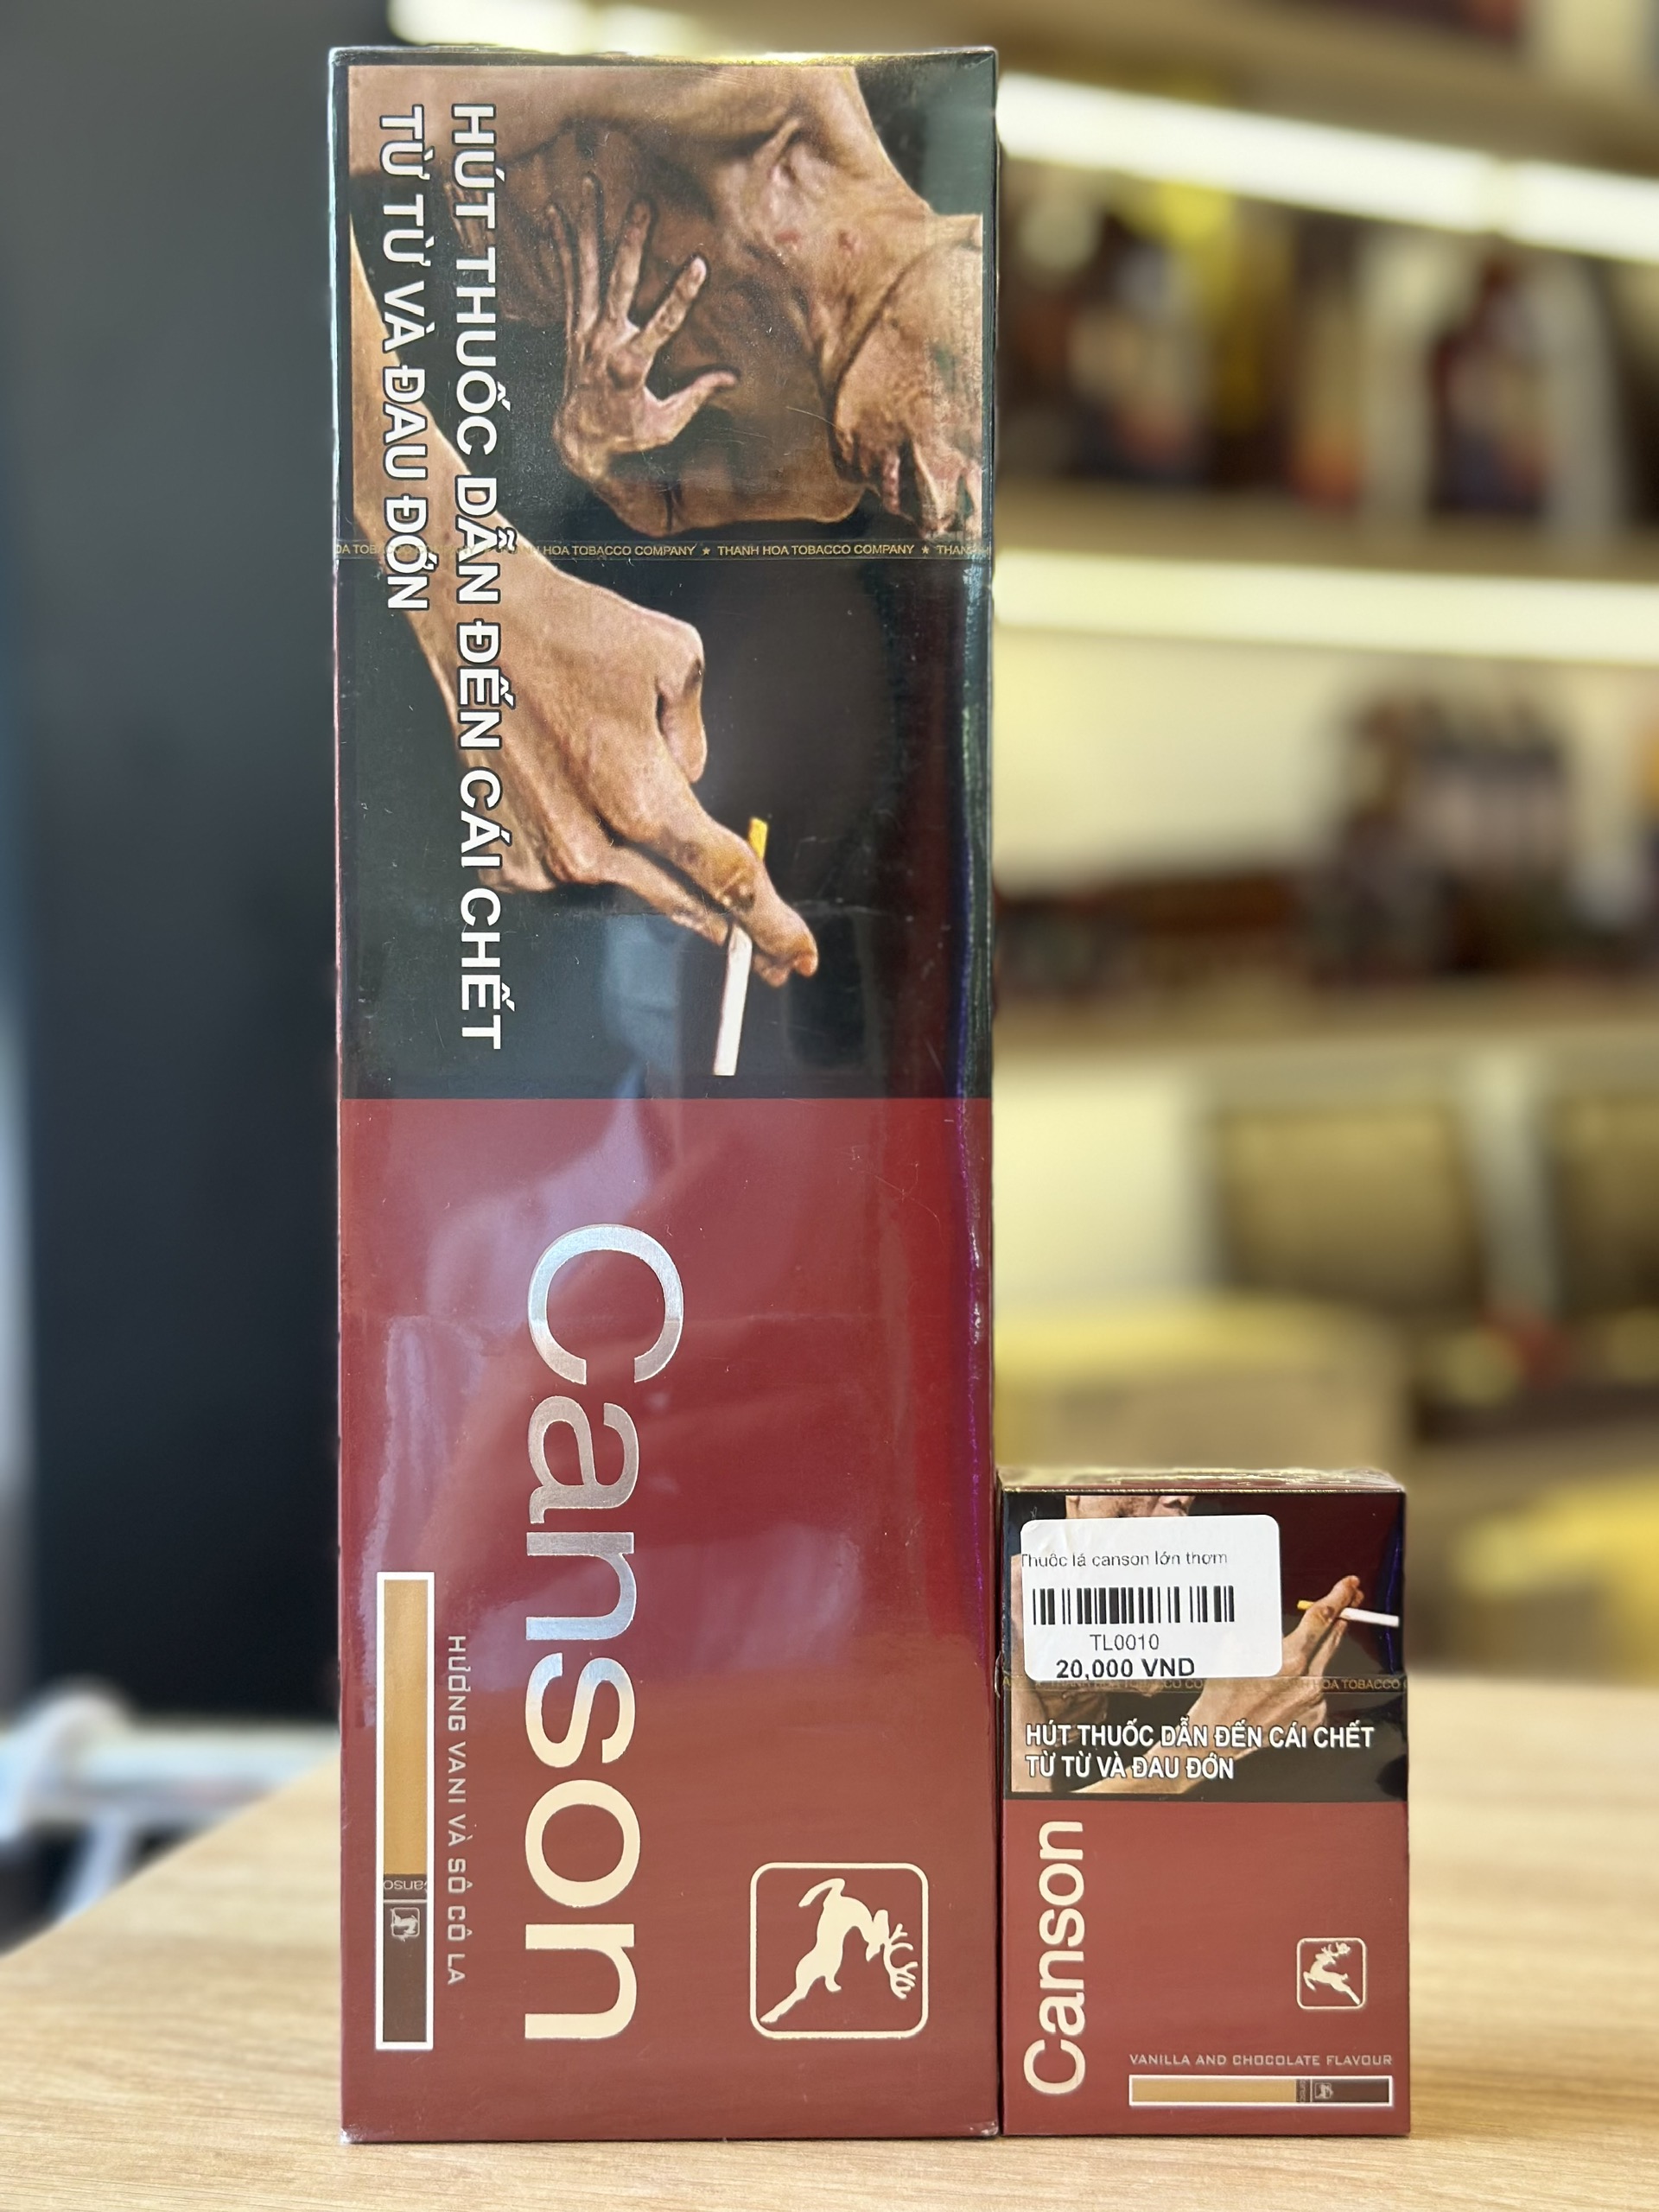 HÚT THUỐC DẪN ĐẾN CÁI CHẾT
TỪ TỪ VÀ ĐAU ĐỚN
HOA TOBACCO COMPANY ★ THANH HOA TOBACCO COMPANY ★
Canson
HƯƠNG VANI VÀ SÔ CÔ LA
Thuốc lá canson lớn thơm
TL0010
20,000 VND
HOA TOBACCO
HÚT THUỐC DẪN ĐẾN CÁI CHẾT
TỪ TỪ VÀ ĐAU ĐỚN
Canson
VANILLA AND CHOCOLATE FLAVOUR